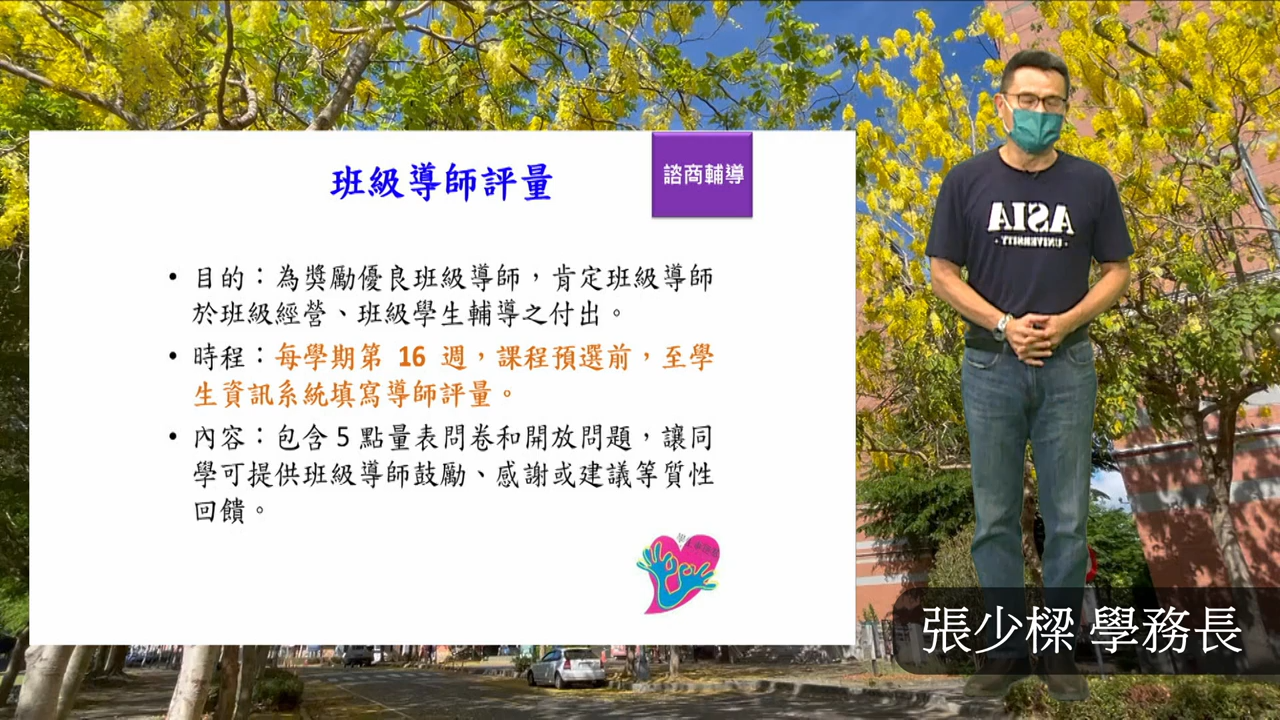 班級導師評量
諮商輔導
• 目的：為獎勵優良班級導師，肯定班級導師
於班級經營、班級學生輔導之付出。
• 時程：每學期第 16 週，課程預選前，至學
生資訊系統填寫導師評量。
• 內容：包含 5 點量表問卷和開放問題，讓同
學可提供班級導師鼓勵、感謝或建議等質性
回饋。
ASIA
·UNIVERSITY·
張少樑 學務長